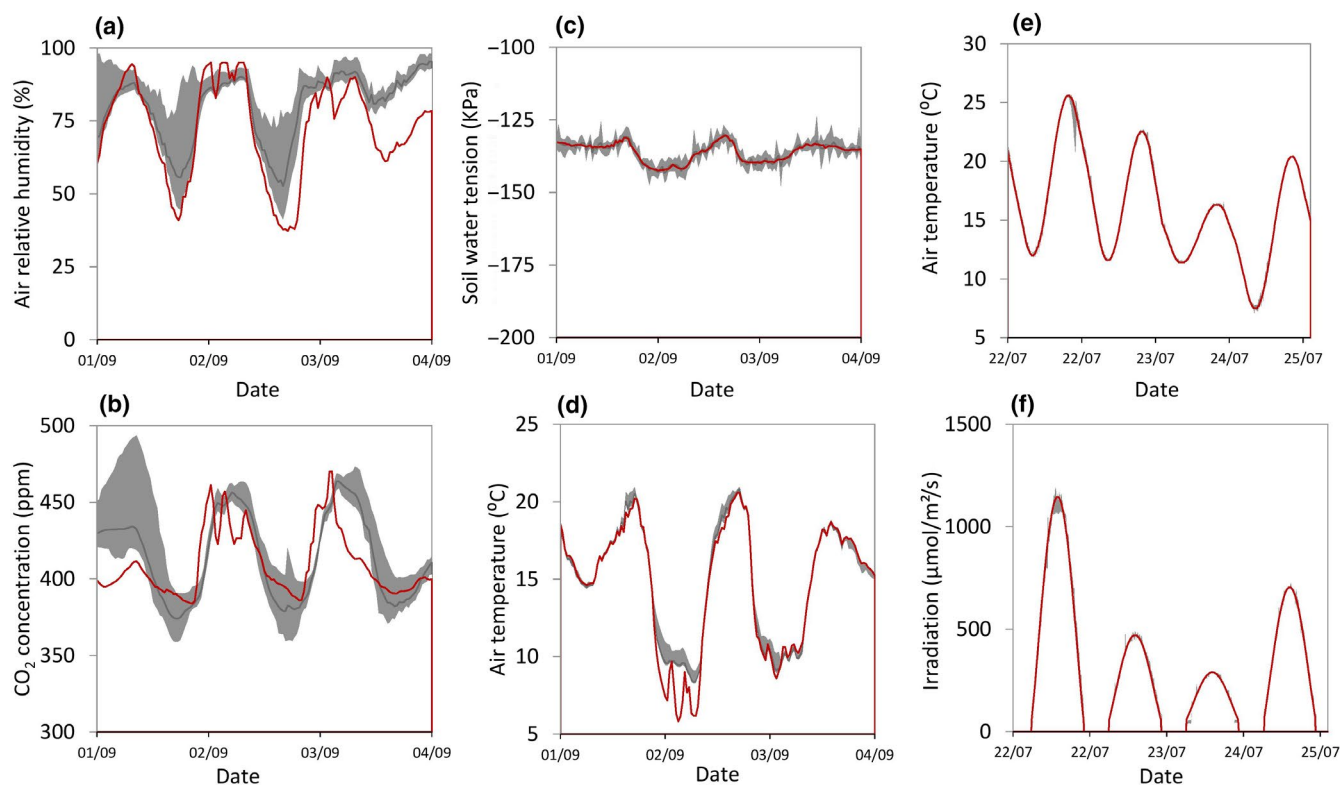 (a)
100
75
50
25
0
Air relative humidity (%)
01/09 02/09 03/09 04/09
Date
(c)
−100
−125
−150
−175
−200
Soil water tension (KPa)
01/09 02/09 03/09 04/09
Date
(e)
30
25
20
15
10
5
Air temperature (⁰C)
22/07 22/07 23/07 24/07 25/07
Date
(b)
500
450
400
350
300
CO₂ concentration (ppm)
01/09 02/09 03/09 04/09
Date
(d)
25
20
15
10
5
Air temperature (⁰C)
01/09 02/09 03/09 04/09
Date
(f)
1500
1000
500
0
Irradiation (µmol/m²/s)
22/07 22/07 23/07 24/07 25/07
Date